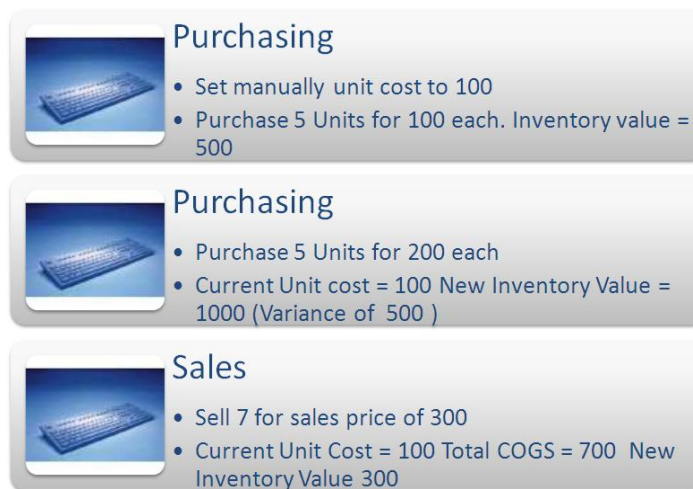 Purchasing
• Set manually unit cost to 100
• Purchase 5 Units for 100 each. Inventory value =
500
Purchasing
• Purchase 5 Units for 200 each
• Current Unit cost = 100 New Inventory Value =
1000 (Variance of 500 )
Sales
• Sell 7 for sales price of 300
• Current Unit Cost = 100 Total COGS = 700 New
Inventory Value 300